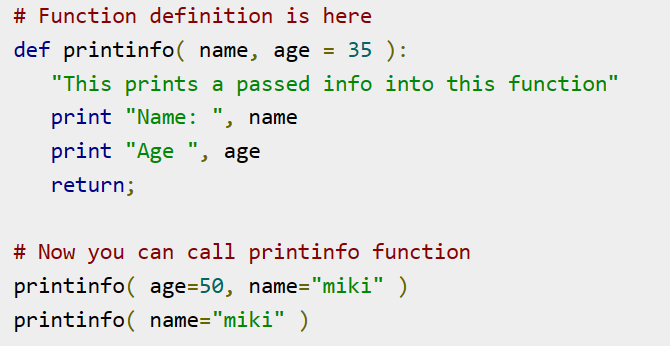 # Function definition is here
def printinfo( name, age = 35 ):
   "This prints a passed info into this function"
   print "Name: ", name
   print "Age ", age
   return;

# Now you can call printinfo function
printinfo( age=50, name="miki" )
printinfo( name="miki" )